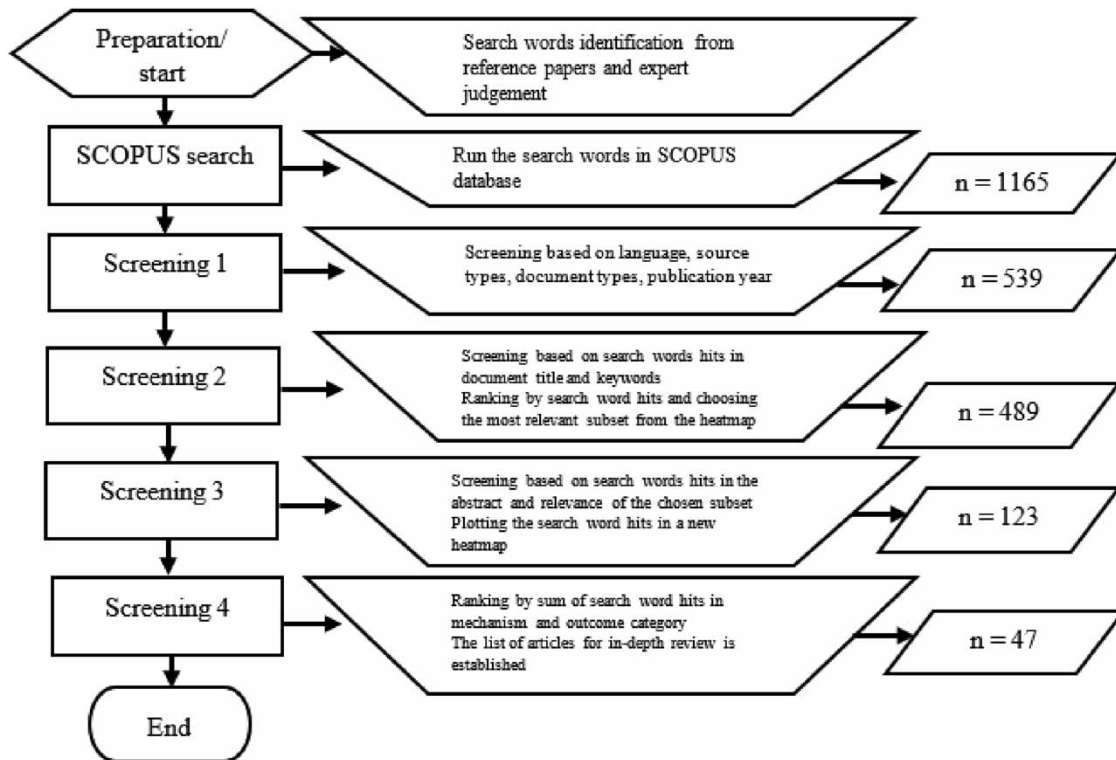 Preparation/
start
Search words identification from
reference papers and expert
judgement
SCOPUS search
Run the search words in SCOPUS
database
n = 1165
Screening 1
Screening based on language, source
types, document types, publication year
n = 539
Screening 2
Screening based on search words hits in
document title and keywords
Ranking by search word hits and choosing
the most relevant subset from the heatmap
n = 489
Screening 3
Screening based on search words hits in the
abstract and relevance of the chosen subset
Plotting the search word hits in a new
heatmap
n = 123
Screening 4
Ranking by sum of search word hits in
mechanism and outcome category
The list of articles for in-depth review is
established
n = 47
End